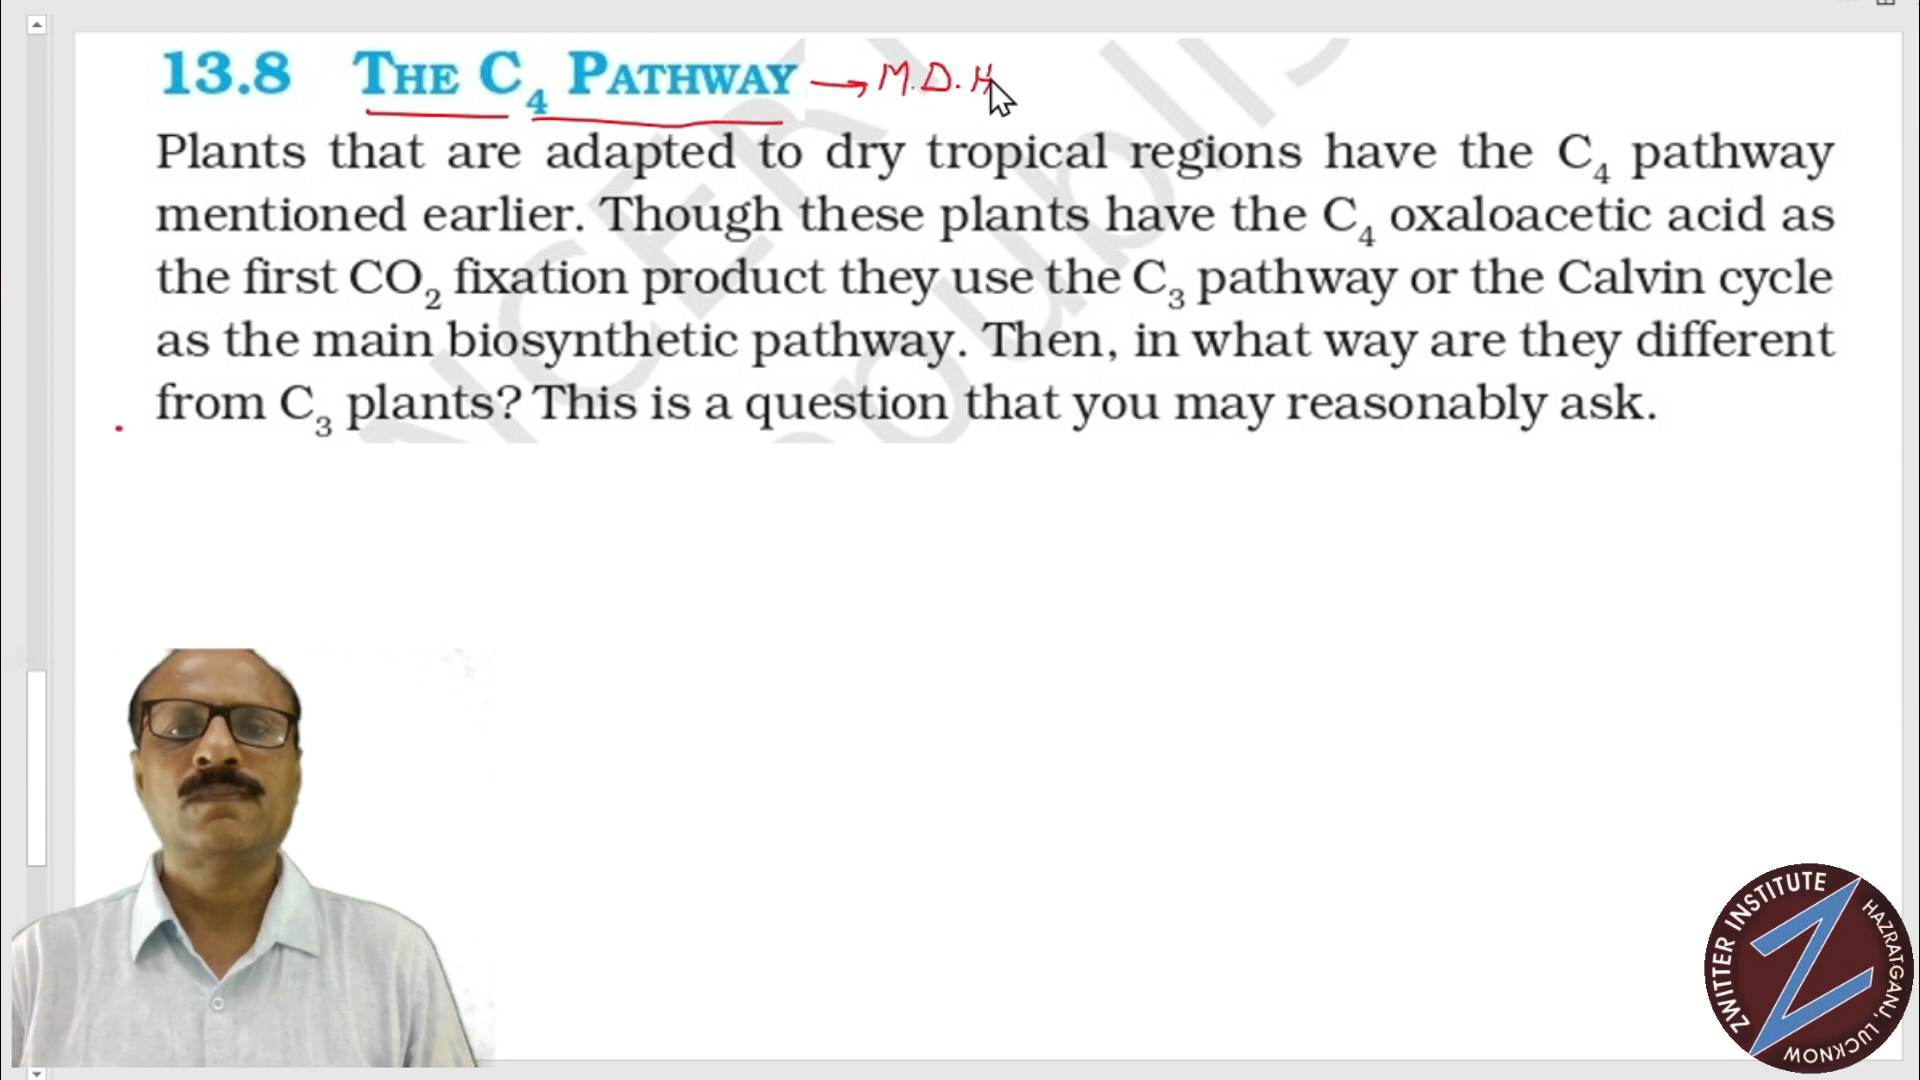 13.8 THE C4 PATHWAY → M.D.H
Plants that are adapted to dry tropical regions have the C4 pathway
mentioned earlier. Though these plants have the C4 oxaloacetic acid as
the first CO2 fixation product they use the C3 pathway or the Calvin cycle
as the main biosynthetic pathway. Then, in what way are they different
from C3 plants? This is a question that you may reasonably ask.
ZWITTER INSTITUTE
HAZRATGANJ, LUCKNOW